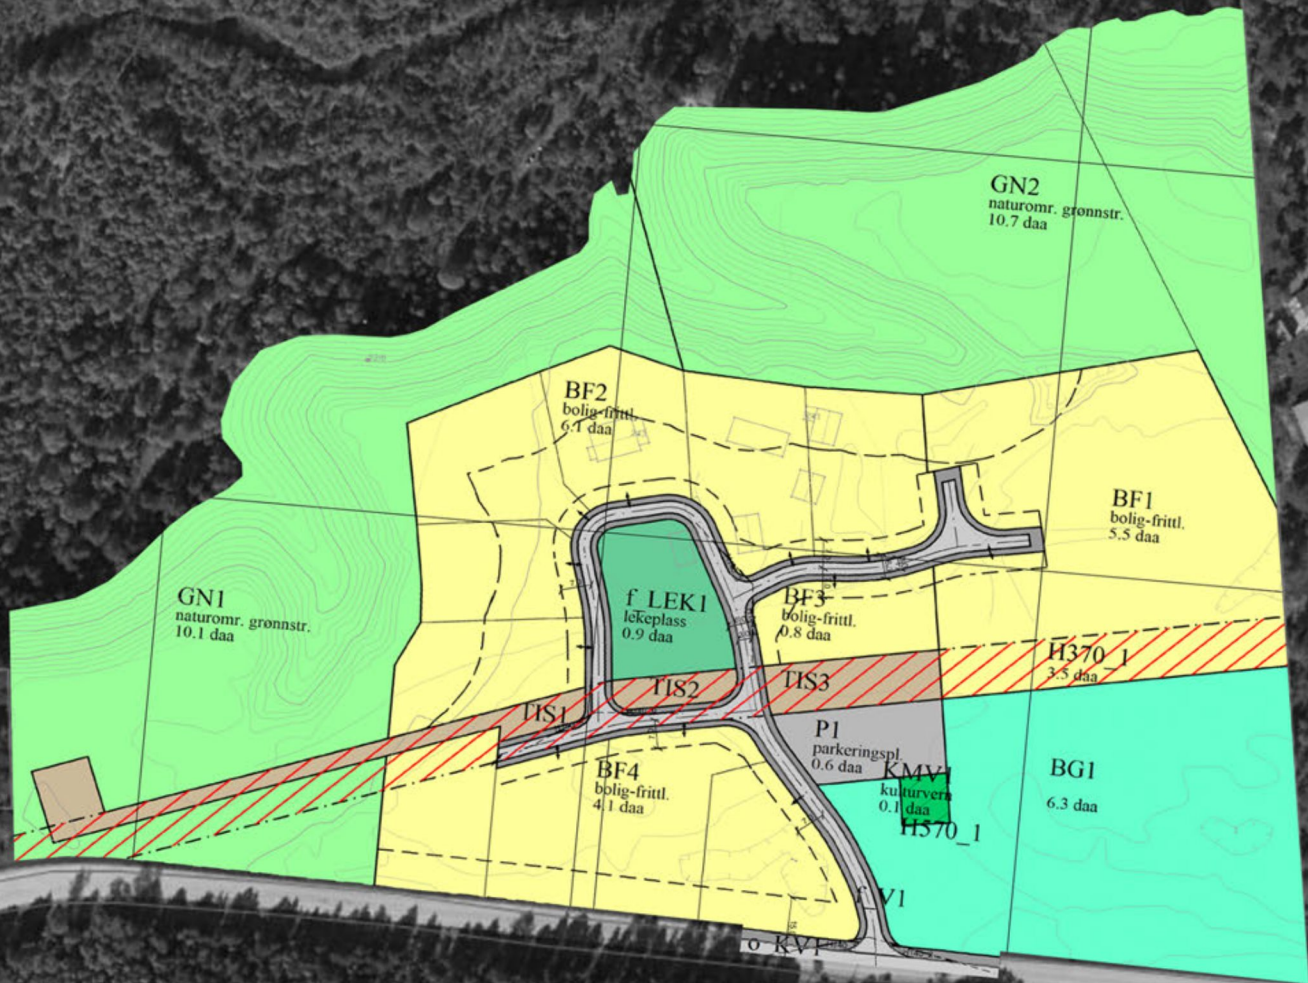 GN2
naturomr. grønnstr.
10.7 daa
BF2
bolig-frittl.
6.1 daa
BF1
bolig-frittl.
5.5 daa
GN1
naturomr. grønnstr.
10.1 daa
f_LEK1
lekeplass
0.9 daa
BF3
bolig-frittl.
0.8 daa
H370_1
3.5 daa
TIS1
TIS2
TIS3
P1
parkeringspl.
0.6 daa
BF4
bolig-frittl.
4.1 daa
KMV1
kulturvern
0.1 daa
H570_1
BG1
6.3 daa
f_V1
o_KV1